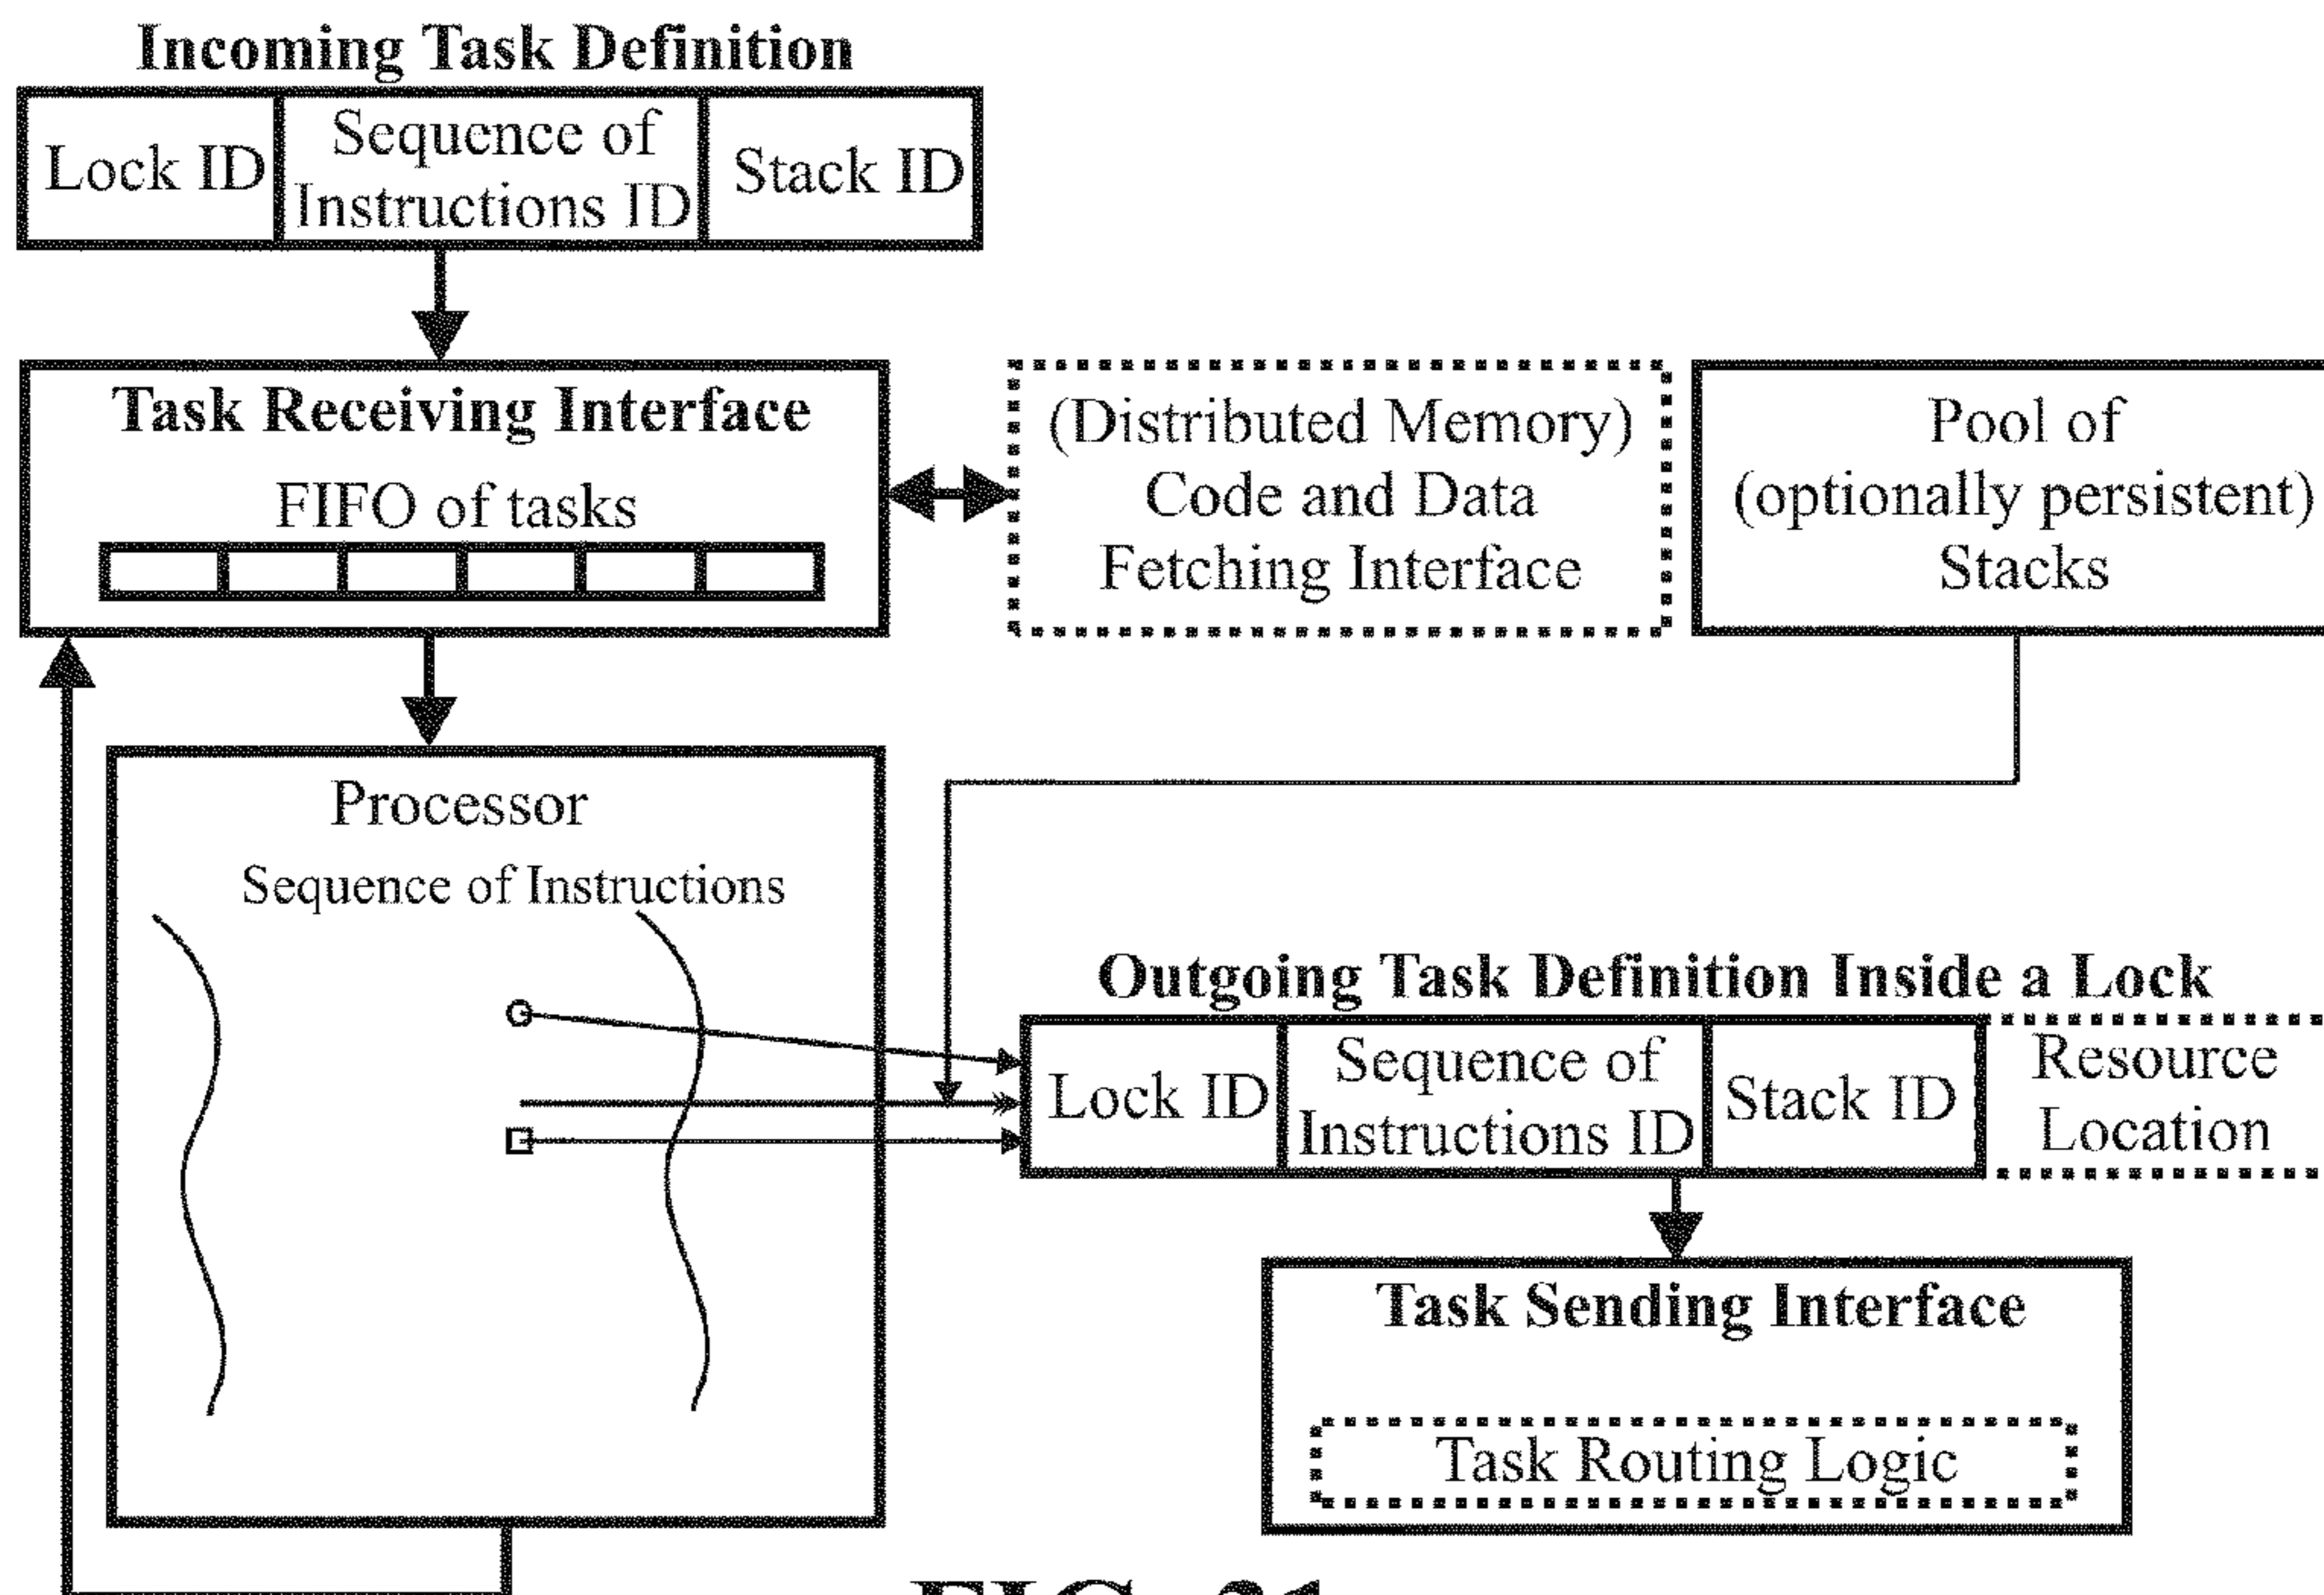 Incoming Task Definition
Lock ID
Sequence of
Instructions ID
Stack ID
Task Receiving Interface
FIFO of tasks
(Distributed Memory)
Code and Data
Fetching Interface
Pool of
(optionally persistent)
Stacks
Processor
Sequence of Instructions
Outgoing Task Definition Inside a Lock
Lock ID
Sequence of
Instructions ID
Stack ID
Resource
Location
Task Sending Interface
Task Routing Logic